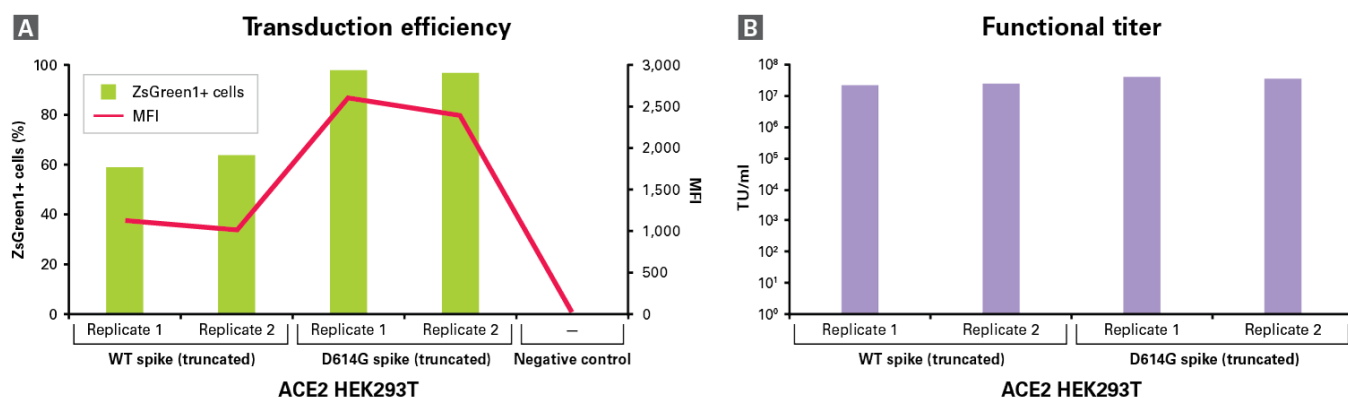 A
Transduction efficiency
ZsGreen1+ cells (%)
100
80
60
40
20
0
ZsGreen1+ cells
MFI
3,000
2,500
2,000
1,500
1,000
500
0
MFI
Replicate 1 Replicate 2 Replicate 1 Replicate 2 –
WT spike (truncated) D614G spike (truncated) Negative control
ACE2 HEK293T
B
Functional titer
TU/ml
10⁸
10⁷
10⁶
10⁵
10⁴
10³
10²
10¹
10⁰
Replicate 1 Replicate 2 Replicate 1 Replicate 2
WT spike (truncated) D614G spike (truncated)
ACE2 HEK293T